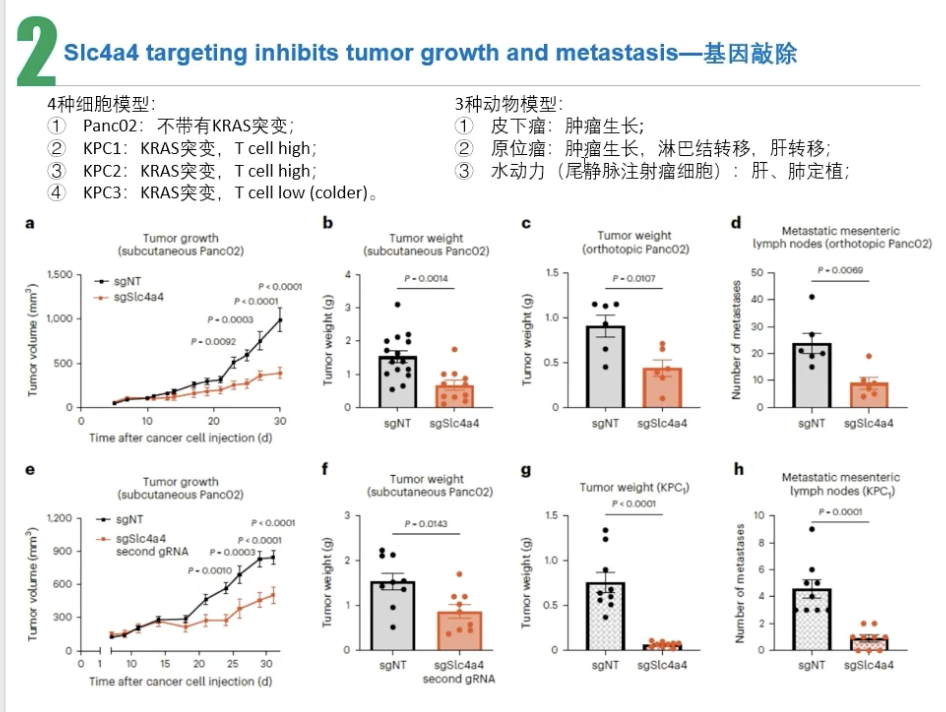 2 Slc4a4 targeting inhibits tumor growth and metastasis—基因敲除
4种细胞模型：
① Panc02：不带有KRAS突变；
② KPC1：KRAS突变，T cell high；
③ KPC2：KRAS突变，T cell high；
④ KPC3：KRAS突变，T cell low (colder)。
3种动物模型：
① 皮下瘤：肿瘤生长；
② 原位瘤：肿瘤生长，淋巴结转移，肝转移；
③ 水动力（尾静脉注射瘤细胞）：肝、肺定植；
a
Tumor growth
(subcutaneous Panc02)
Tumor volume (mm³)
1,500
1,000
500
0
sgNT
sgSlc4a4
P < 0.0001
P < 0.0001
P = 0.0003
P = 0.0092
0 10 20 30
Time after cancer cell injection (d)
b
Tumor weight
(subcutaneous Panc02)
Tumor weight (g)
4
3
2
1
0
P = 0.0014
sgNT sgSlc4a4
c
Tumor weight
(orthotopic Panc02)
Tumor weight (g)
1.5
1.0
0.5
0
P = 0.0107
sgNT sgSlc4a4
d
Metastatic mesenteric
lymph nodes (orthotopic Panc02)
Number of metastases
50
40
30
20
10
0
P = 0.0069
sgNT sgSlc4a4
e
Tumor growth
(subcutaneous Panc02)
Tumor volume (mm³)
1,200
900
600
300
0
sgNT
sgSlc4a4
second gRNA
P < 0.0001
P < 0.0001
P = 0.0003
P = 0.0010
0 1 10 15 20 25 30
Time after cancer cell injection (d)
f
Tumor weight
(subcutaneous Panc02)
Tumor weight (g)
3
2
1
0
P = 0.0143
sgNT sgSlc4a4
second gRNA
g
Tumor weight (KPC₁)
Tumor weight (g)
1.5
1.0
0.5
0
P < 0.0001
sgNT sgSlc4a4
h
Metastatic mesenteric
lymph nodes (KPC₁)
Number of metastases
10
8
6
4
2
0
P = 0.0001
sgNT sgSlc4a4